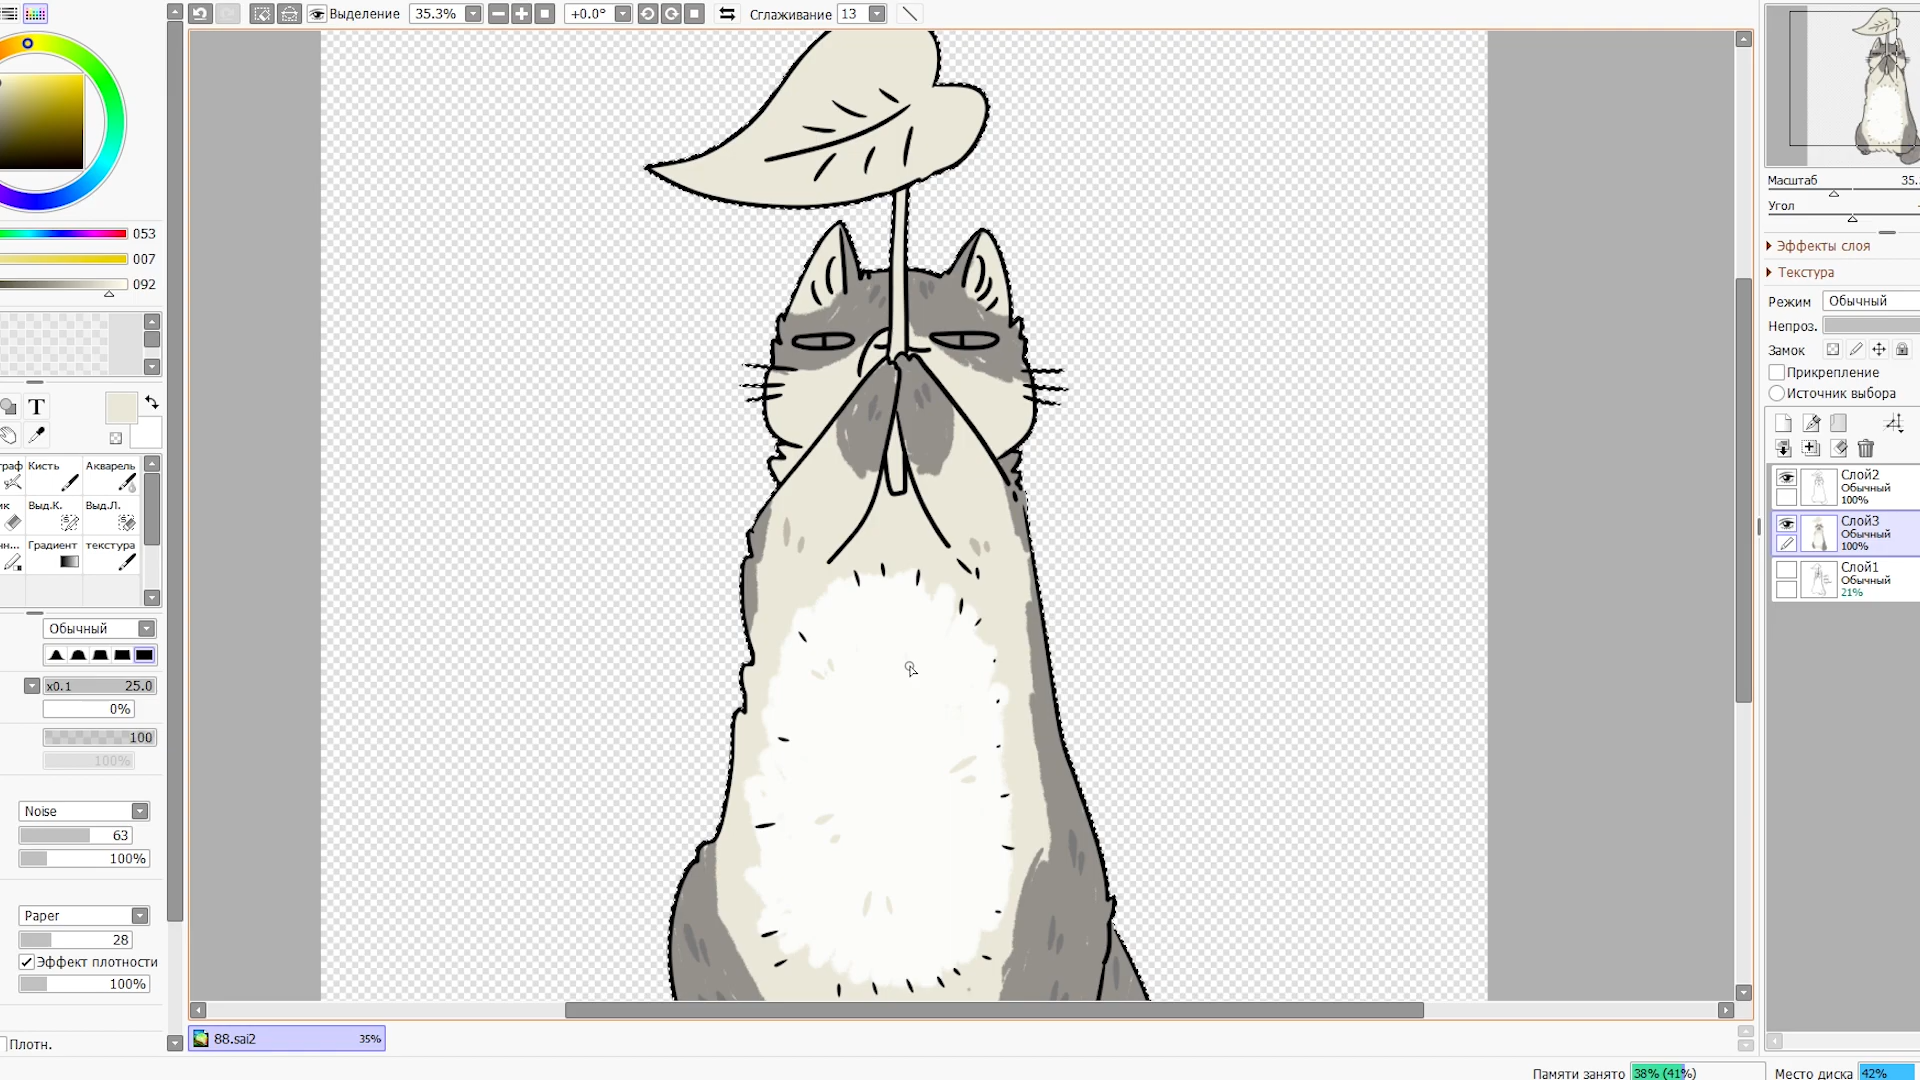 Выделение
35.3%
+0.0°
Сглаживание
13
053
007
092
T
Кисть
Акварель
Выд.К.
Выд.Л.
Градиент
текстура
Обычный
x0.1
25.0
0%
100
100%
Noise
63
100%
Paper
28
Эффект плотности
100%
Плотн.
88.sai2
35%
Масштаб
35.
Угол
Эффекты слоя
Текстура
Режим
Обычный
Непроз.
Замок
Прикрепление
Источник выбора
Слой2
Обычный
100%
Слой3
Обычный
100%
Слой1
Обычный
21%
Памяти занято
38% (41%)
Место диска
42%